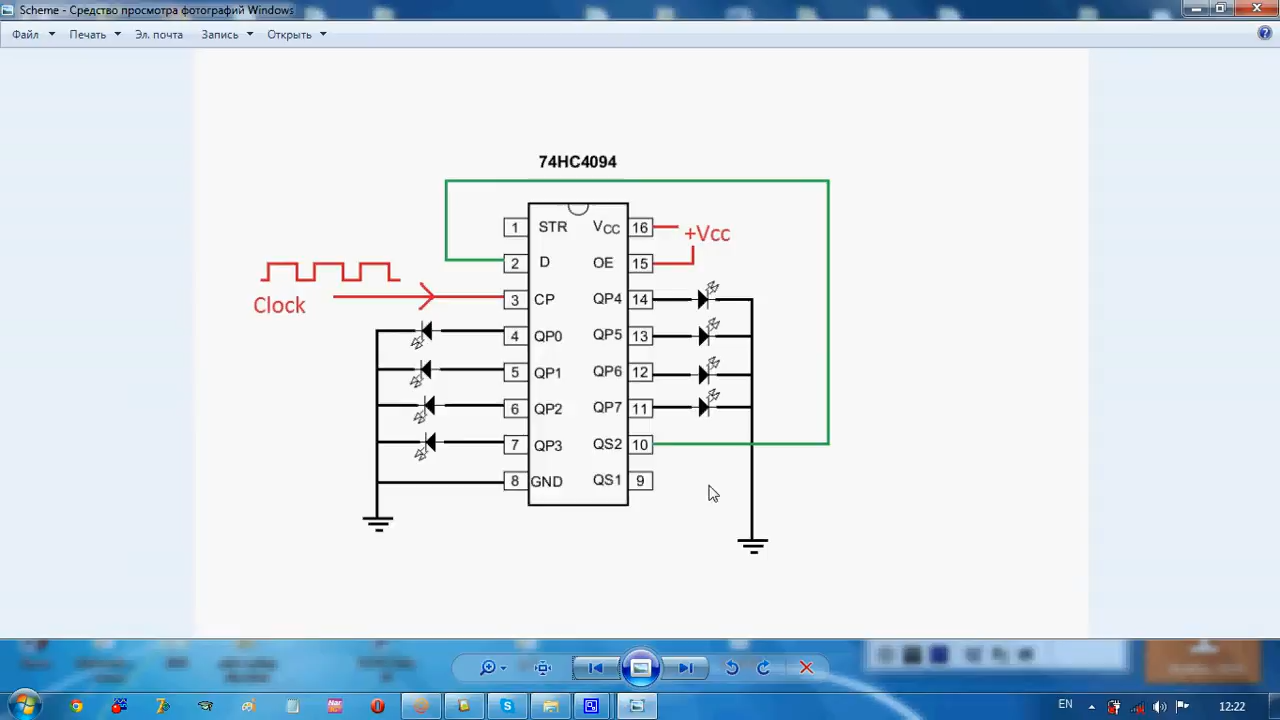 Scheme - Средство просмотра фотографий Windows
Файл Печать Эл. почта Запись Открыть
74HC4094
1 STR VCC 16 +Vcc
2 D OE 15
Clock
3 CP QP4 14
4 QP0 QP5 13
5 QP1 QP6 12
6 QP2 QP7 11
7 QP3 QS2 10
8 GND QS1 9
EN 12:22